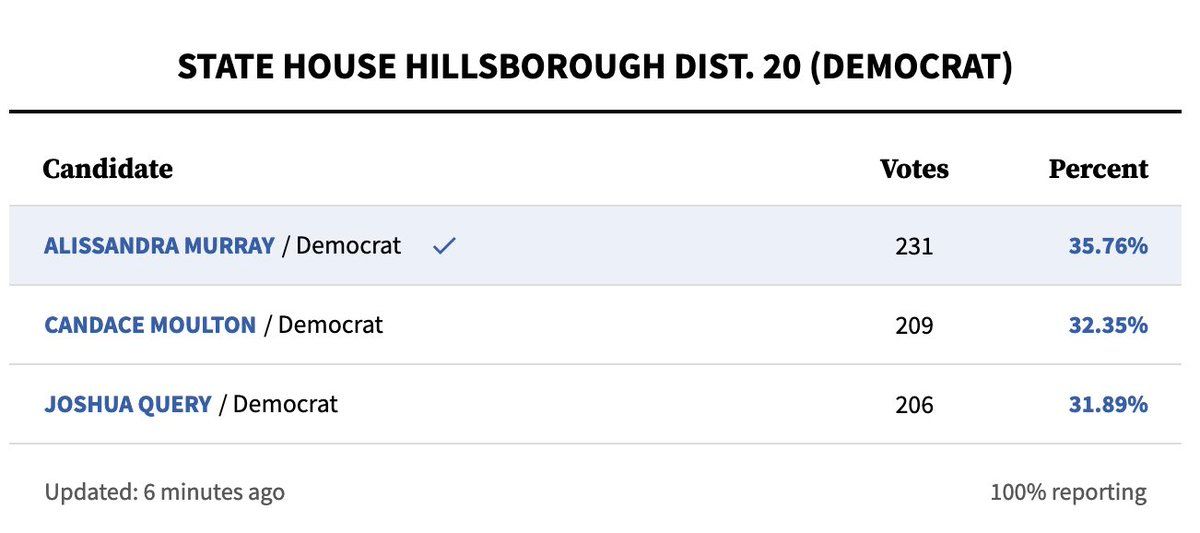 STATE HOUSE HILLSBOROUGH DIST. 20 (DEMOCRAT)
Candidate Votes Percent
ALISSANDRA MURRAY / Democrat ✓ 231 35.76%
CANDACE MOULTON / Democrat 209 32.35%
JOSHUA QUERY / Democrat 206 31.89%
Updated: 6 minutes ago 100% reporting